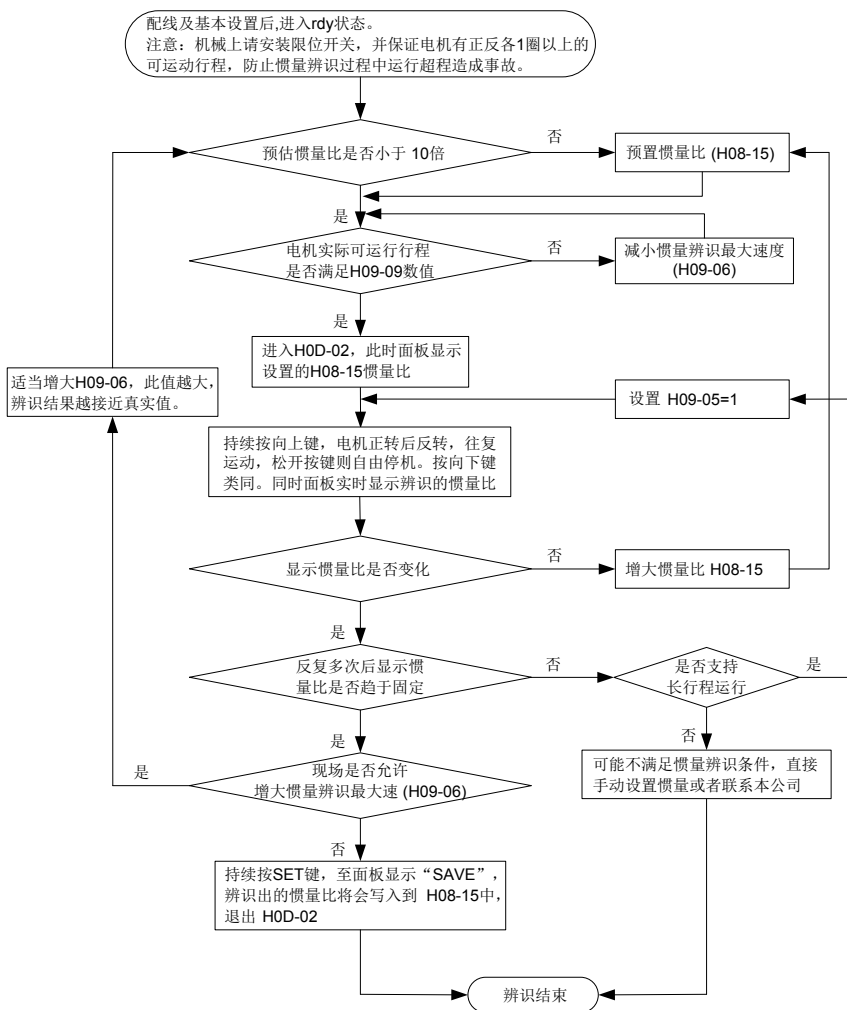 配线及基本设置后,进入rdy状态。
注意：机械上请安装限位开关，并保证电机有正反各1圈以上的
可运动行程，防止惯量辨识过程中运行超程造成事故。
预估惯量比是否小于 10倍
否
预置惯量比 (H08-15)
是
电机实际可运行行程
是否满足H09-09数值
否
减小惯量辨识最大速度
(H09-06)
是
进入H0D-02，此时面板显示
设置的H08-15惯量比
适当增大H09-06，此值越大，
辨识结果越接近真实值。
设置 H09-05=1
持续按向上键，电机正转后反转，往复
运动，松开按键则自由停机。按向下键
类同。同时面板实时显示辨识的惯量比
显示惯量比是否变化
否
增大惯量比 H08-15
是
反复多次后显示惯
量比是否趋于固定
否
是否支持
长行程运行
是
是
否
现场是否允许
增大惯量辨识最大速 (H09-06)
是
可能不满足惯量辨识条件，直接
手动设置惯量或者联系本公司
否
持续按SET键，至面板显示“SAVE”，
辨识出的惯量比将会写入到 H08-15中，
退出 H0D-02
辨识结束